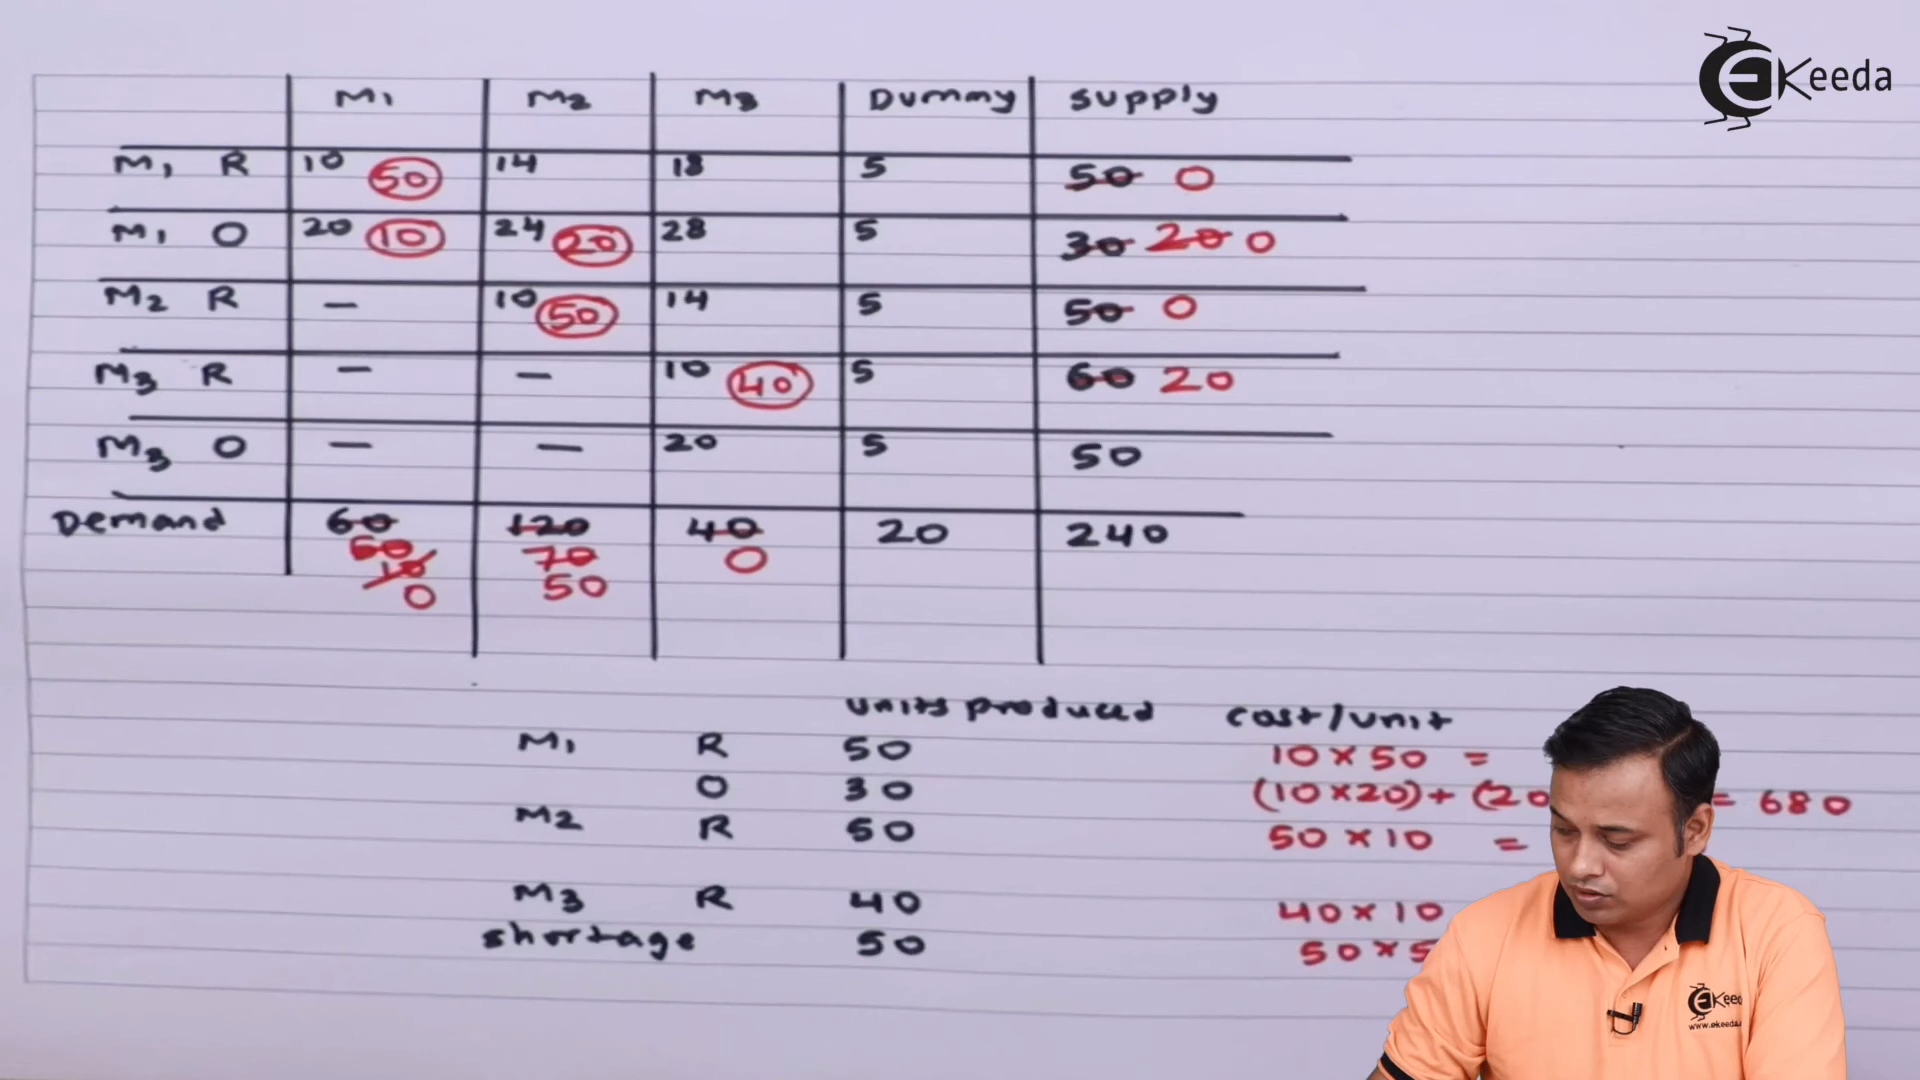 EKeeda
M1 M2 M3 Dummy Supply
M1 R 10 50 14 18 5 50 0
M1 O 20 10 24 20 28 5 30 20 0
M2 R - 10 50 14 5 50 0
M3 R - - 10 40 5 60 20
M3 O - - 20 5 50
Demand 60 120 40 20 240
50 70 0
10 50
0
units produced cost/unit
M1 R 50 10 × 50 =
O 30 (10×20) + (20 = 680
M2 R 50 50 × 10 =
M3 R 40 40 × 10
shortage 50 50 × 5
EKeeda